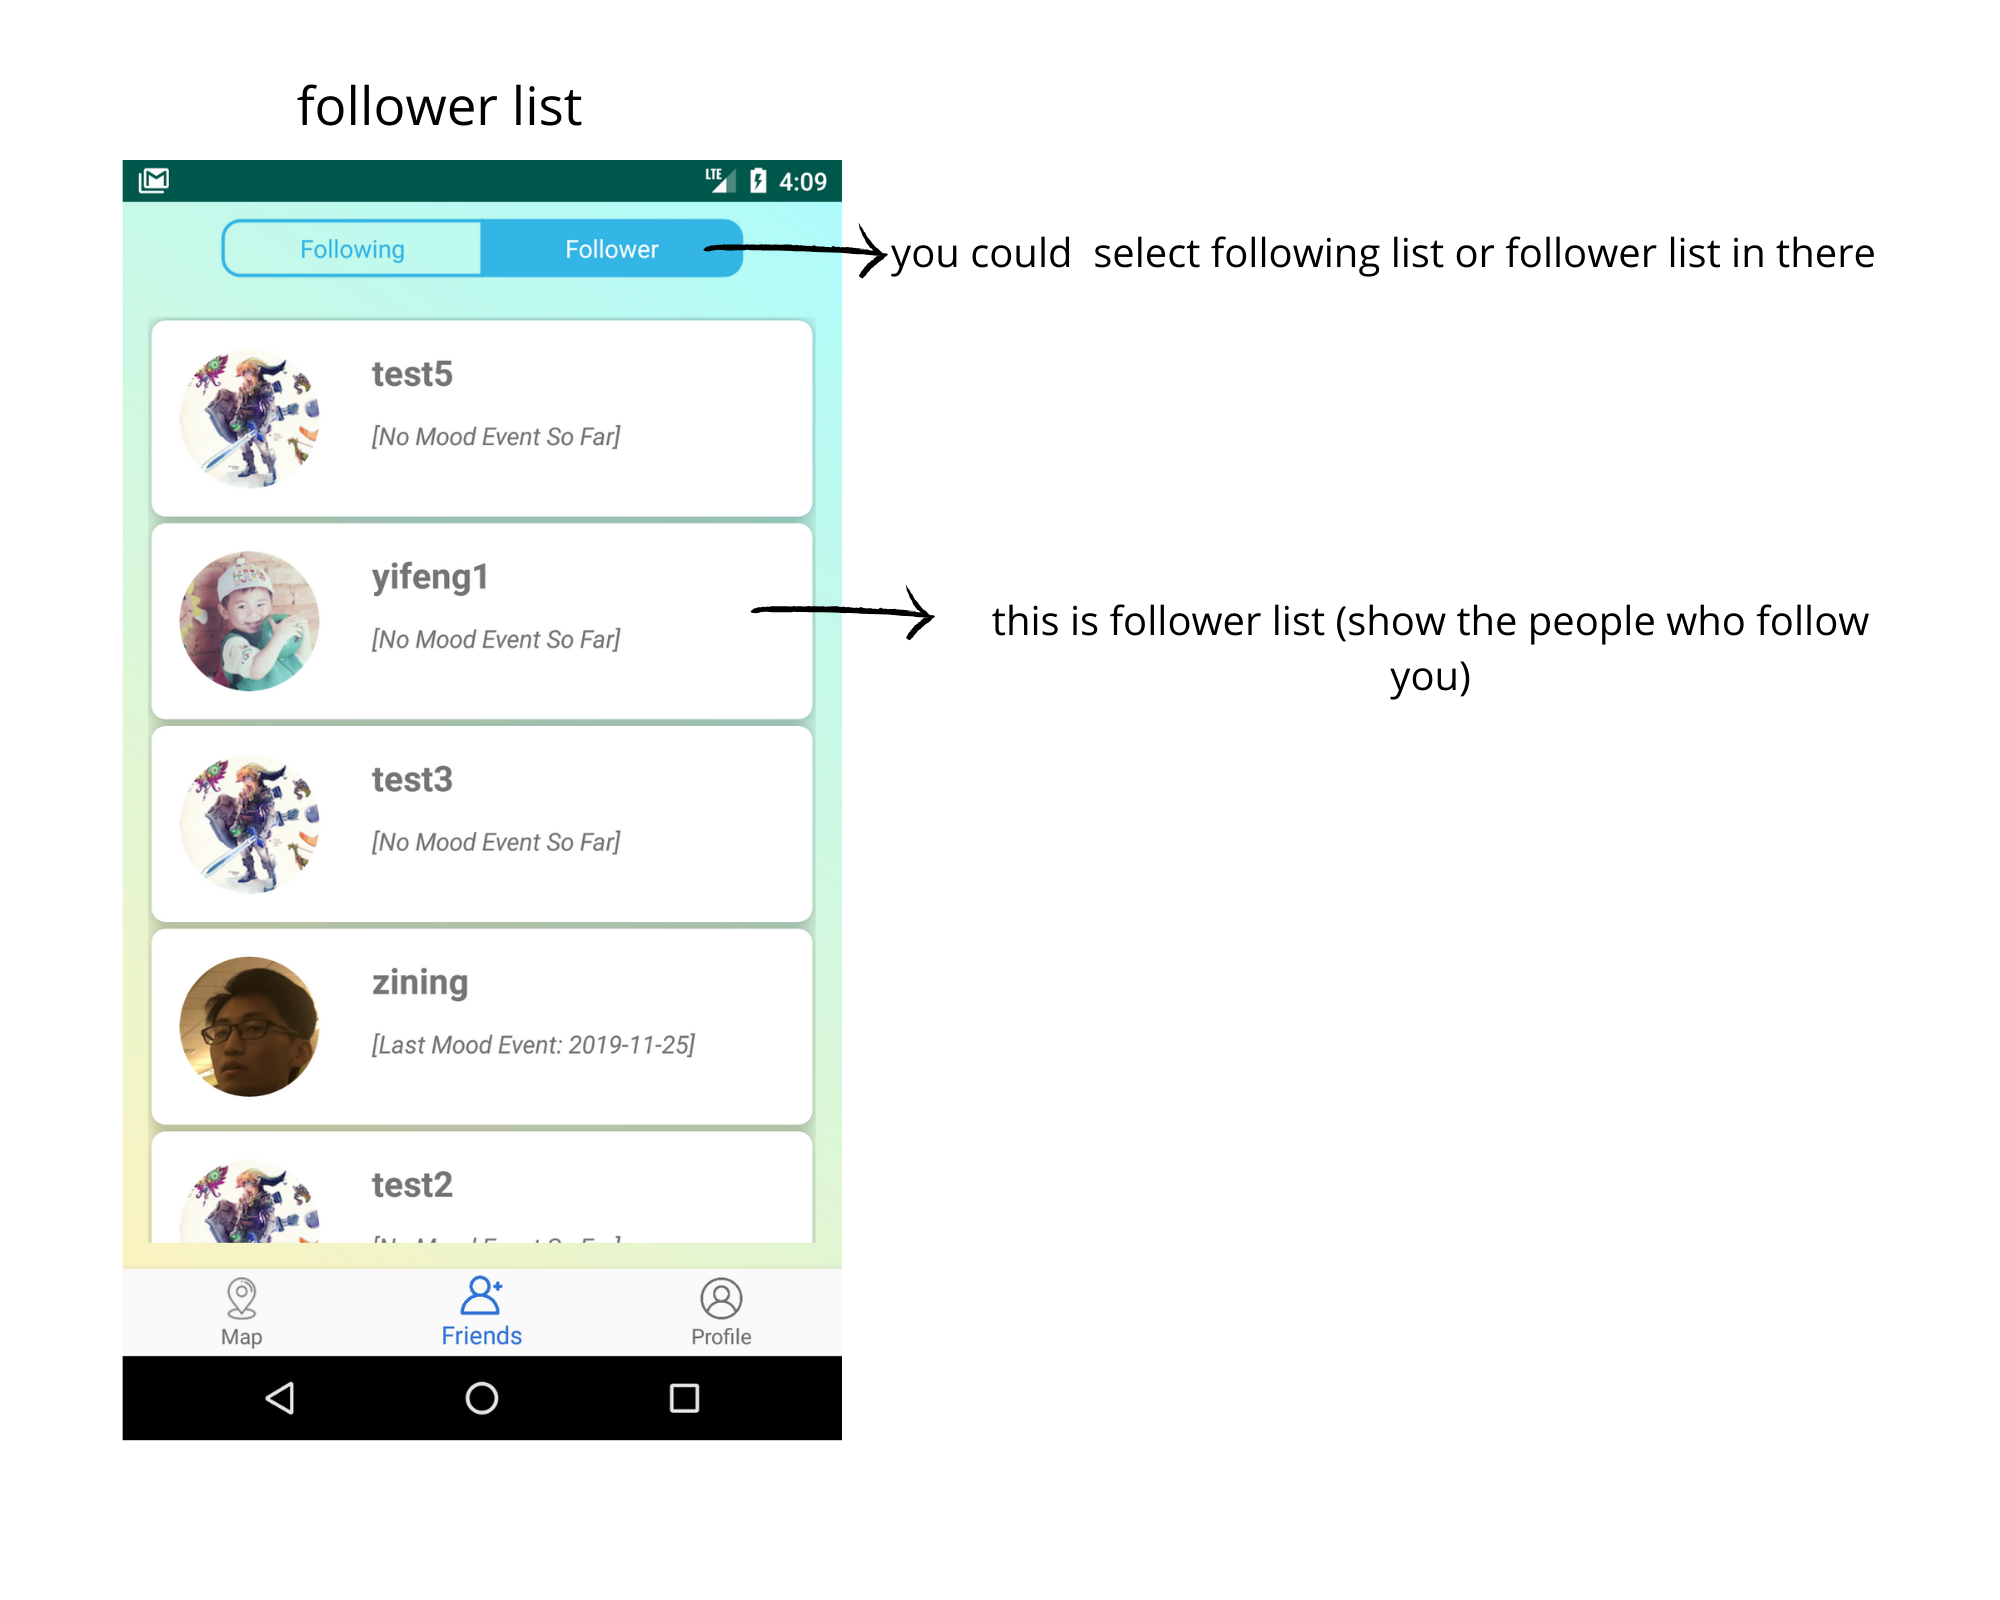 follower list
LTE 4:09
Following Follower
you could  select following list or follower list in there
test5
[No Mood Event So Far]
yifeng1
[No Mood Event So Far]
this is follower list (show the people who follow
you)
test3
[No Mood Event So Far]
zining
[Last Mood Event: 2019-11-25]
test2
Map Friends Profile